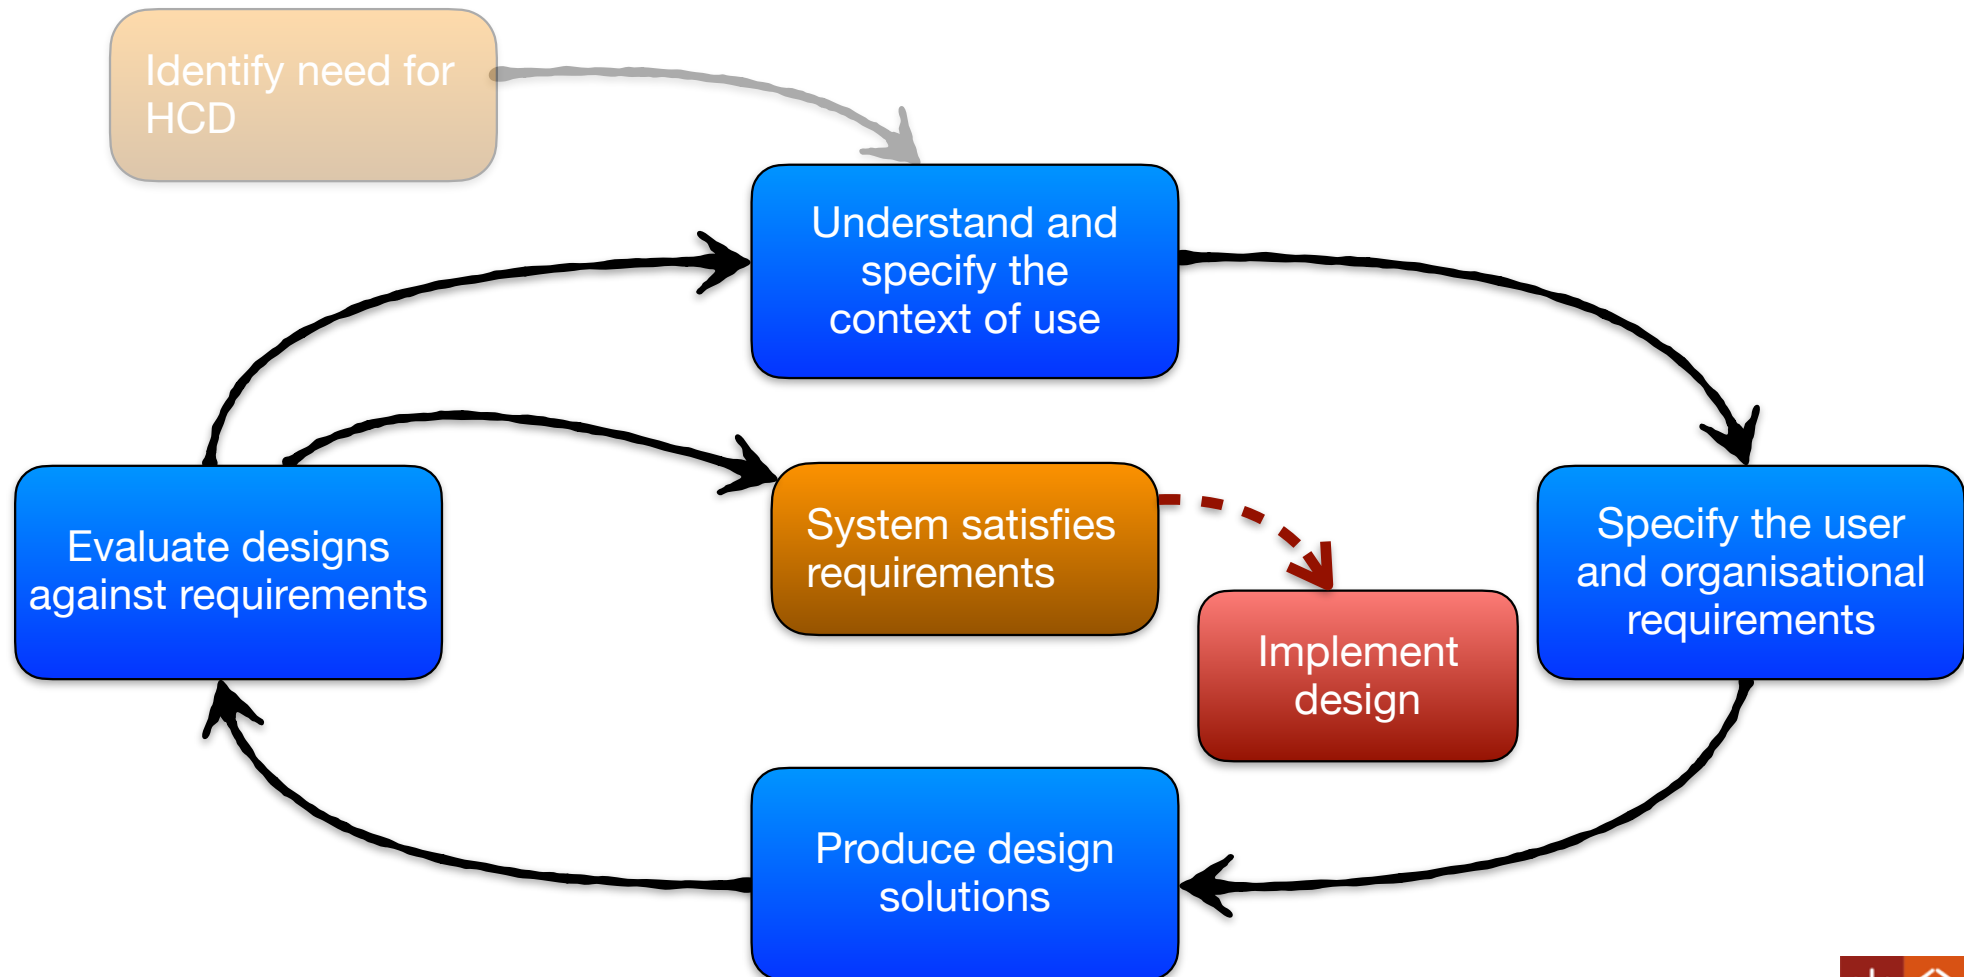 Identify need for
HCD
Understand and
specify the
context of use
Evaluate designs
against requirements
System satisfies
requirements
Specify the user
and organisational
requirements
Implement
design
Produce design
solutions